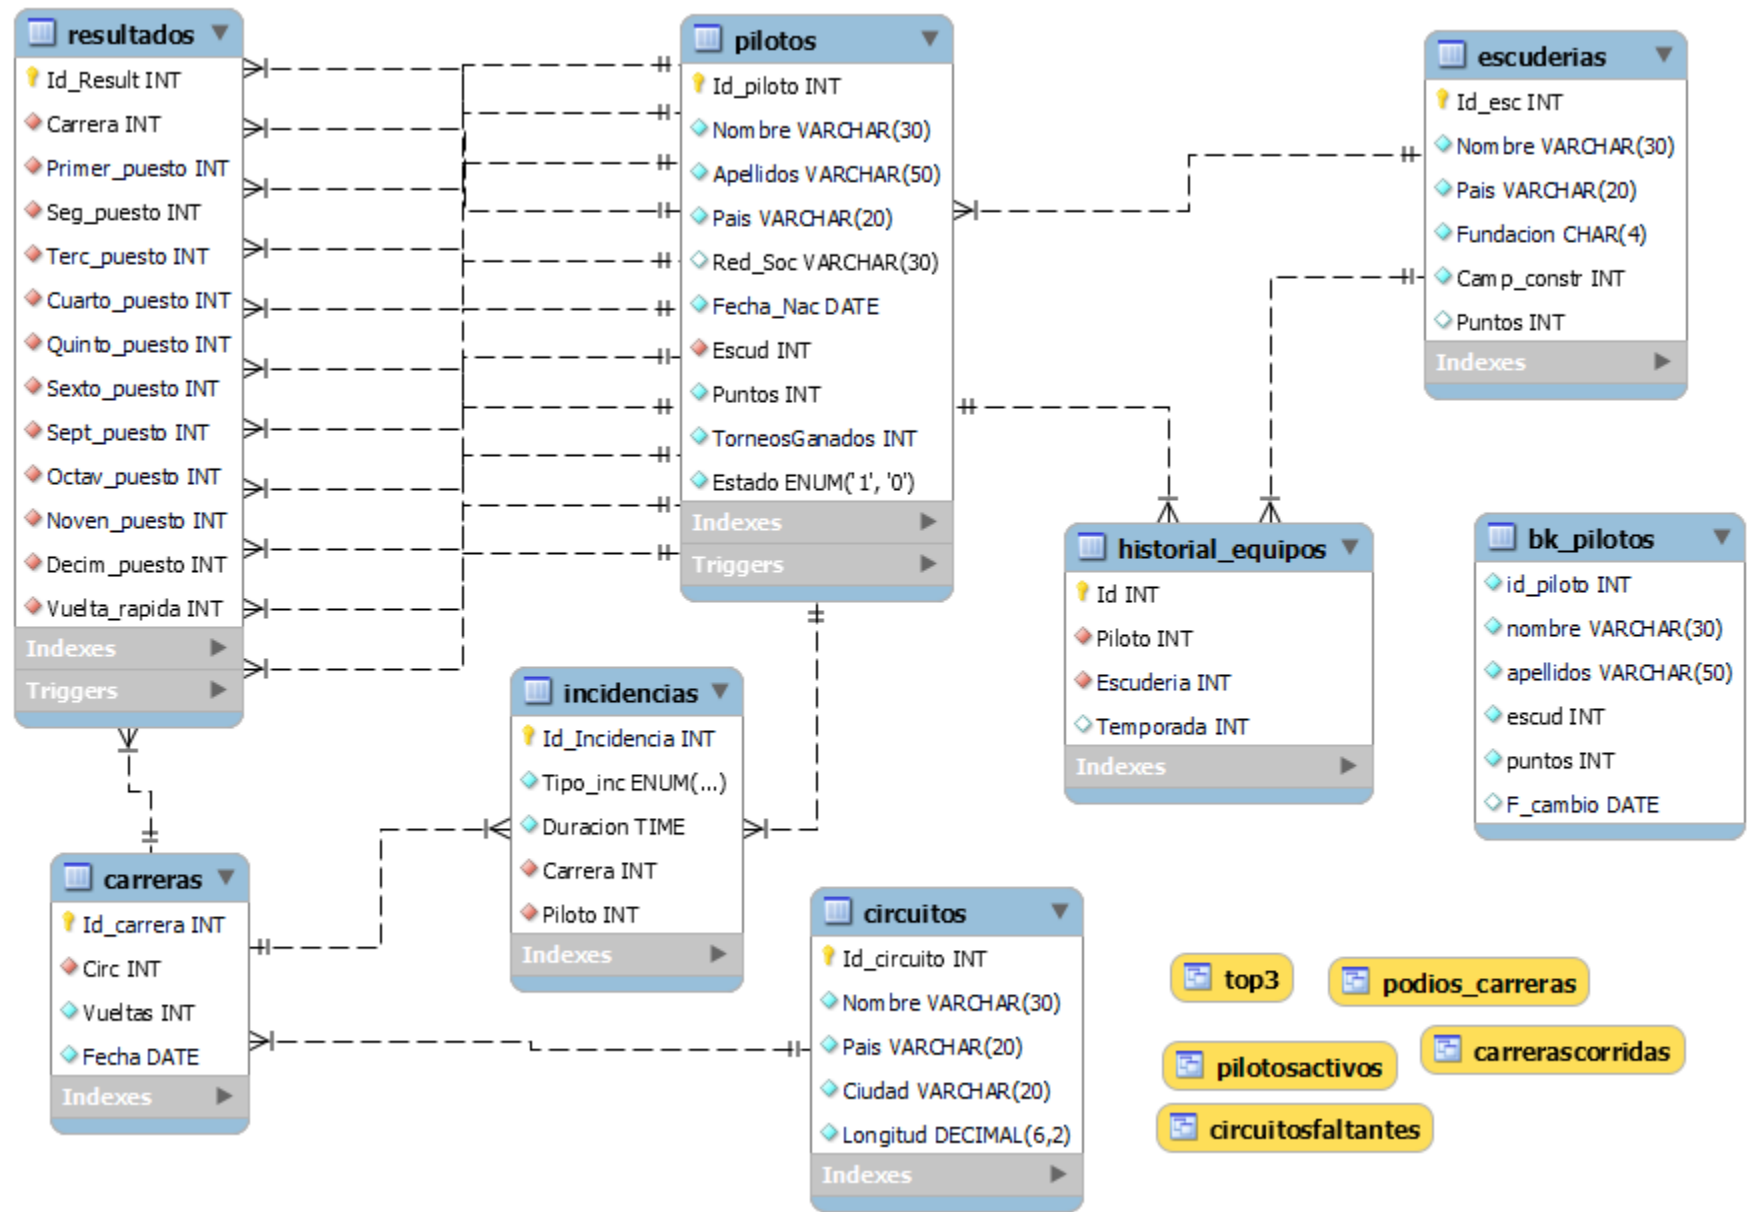 resultados
Id_Result INT
Carrera INT
Primer_puesto INT
Seg_puesto INT
Terc_puesto INT
Cuarto_puesto INT
Quinto_puesto INT
Sexto_puesto INT
Sept_puesto INT
Octav_puesto INT
Noven_puesto INT
Decim_puesto INT
Vuelta_rapida INT
Indexes
Triggers
pilotos
Id_piloto INT
Nombre VARCHAR(30)
Apellidos VARCHAR(50)
Pais VARCHAR(20)
Red_Soc VARCHAR(30)
Fecha_Nac DATE
Escud INT
Puntos INT
TorneosGanados INT
Estado ENUM('1', '0')
Indexes
Triggers
escuderias
Id_esc INT
Nombre VARCHAR(30)
Pais VARCHAR(20)
Fundacion CHAR(4)
Camp_constr INT
Puntos INT
Indexes
historial_equipos
Id INT
Piloto INT
Escuderia INT
Temporada INT
Indexes
bk_pilotos
id_piloto INT
nombre VARCHAR(30)
apellidos VARCHAR(50)
escud INT
puntos INT
F_cambio DATE
incidencias
Id_Incidencia INT
Tipo_inc ENUM(...)
Duracion TIME
Carrera INT
Piloto INT
Indexes
carreras
Id_carrera INT
Circ INT
Vueltas INT
Fecha DATE
Indexes
circuitos
Id_circuito INT
Nombre VARCHAR(30)
Pais VARCHAR(20)
Ciudad VARCHAR(20)
Longitud DECIMAL(6,2)
Indexes
top3
podios_carreras
pilotosactivos
carrerascorridas
circuitosfaltantes